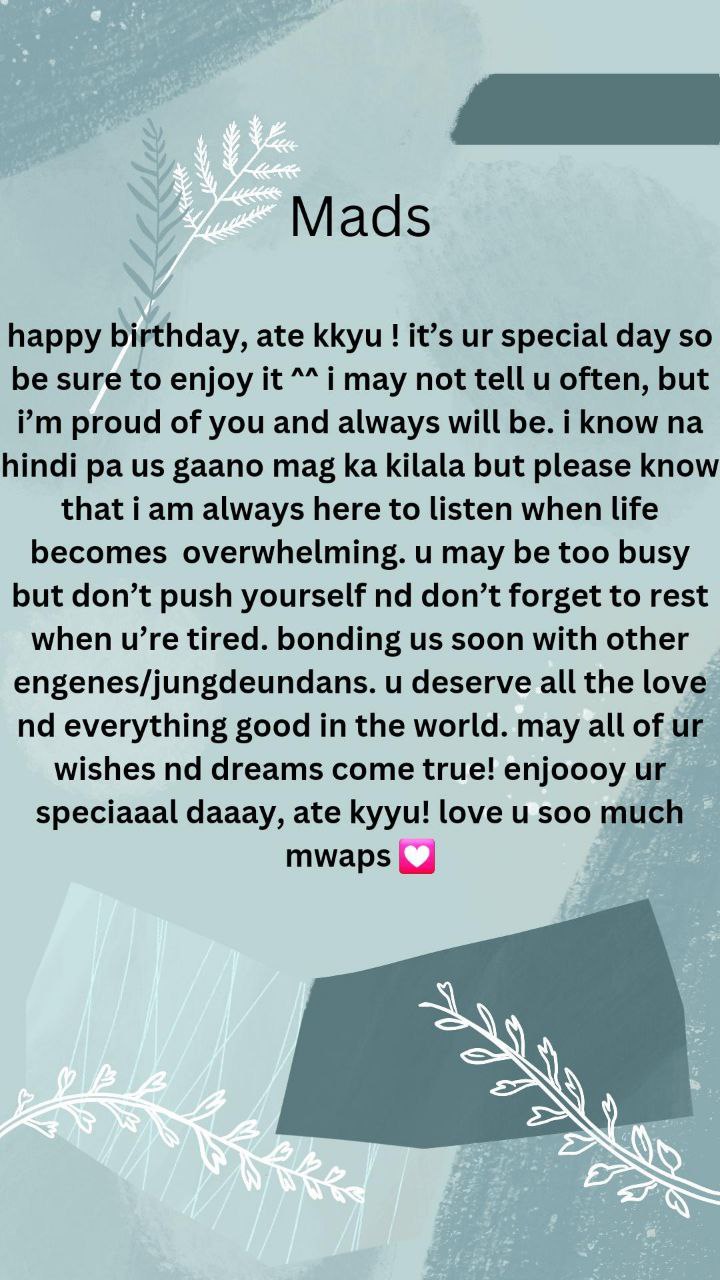 Mads
happy birthday, ate kkyu ! it’s ur special day so
be sure to enjoy it ^^ i may not tell u often, but
i’m proud of you and always will be. i know na
hindi pa us gaano mag ka kilala but please know
that i am always here to listen when life
becomes  overwhelming. u may be too busy
but don’t push yourself nd don’t forget to rest
when u’re tired. bonding us soon with other
engenes/jungdeundans. u deserve all the love
nd everything good in the world. may all of ur
wishes nd dreams come true! enjoooy ur
speciaaal daaay, ate kyyu! love u soo much
mwaps 💟